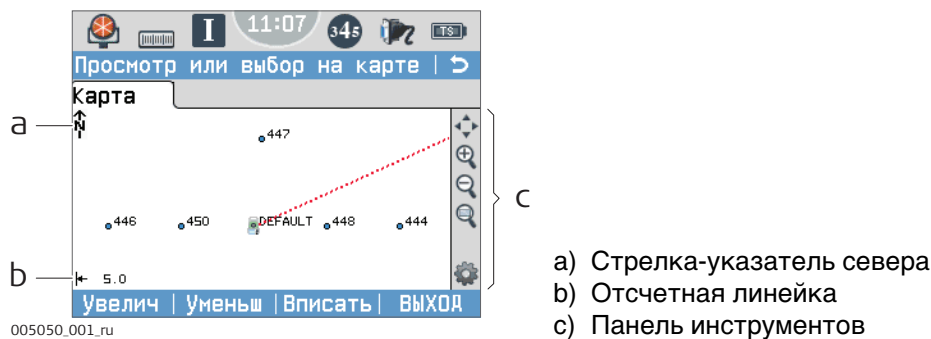 I 11:07 345 TS
Просмотр или выбор на карте
Карта
a
N
447
446
450
DEFAULT
448
444
c
b
5.0
Увелич | Уменьш | Вписать | ВЫХОД
005050_001_ru
a) Стрелка-указатель севера
b) Отсчетная линейка
c) Панель инструментов